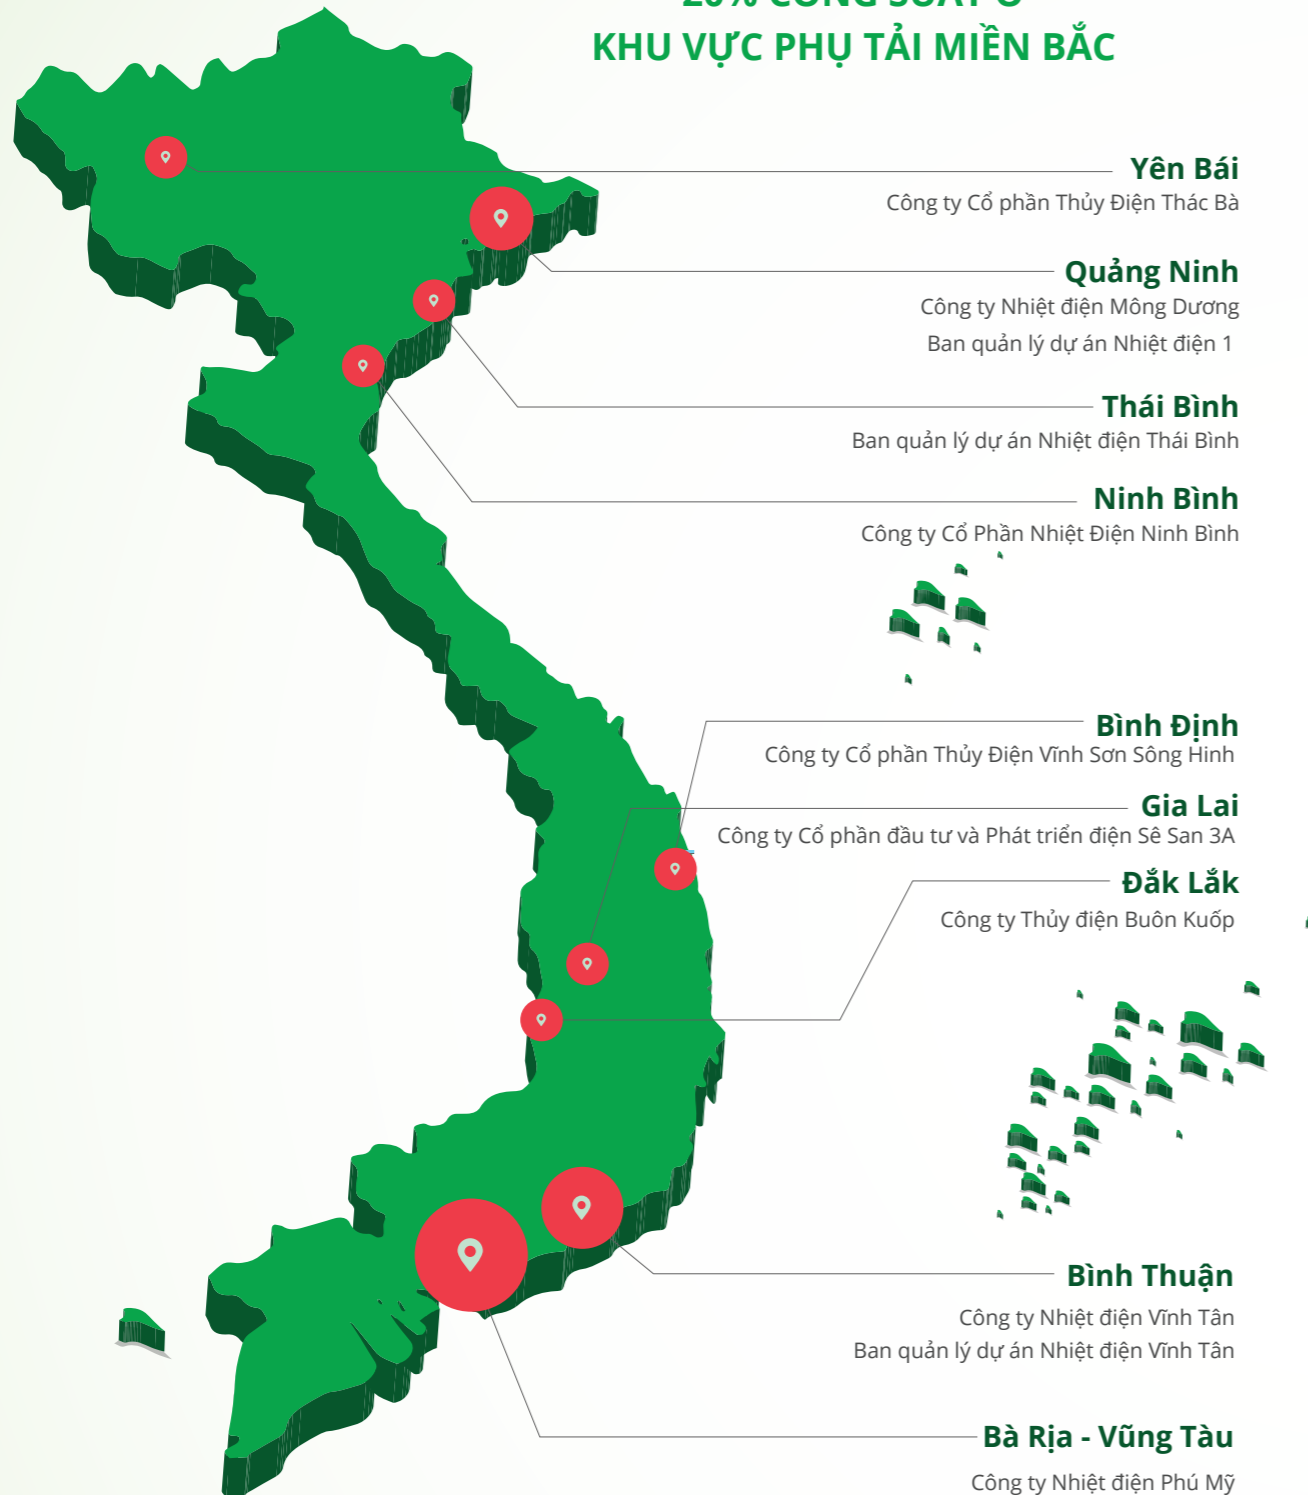 20% CÔNG SUẤT Ở
KHU VỰC PHỤ TẢI MIỀN BẮC
Yên Bái
Công ty Cổ phần Thủy Điện Thác Bà
Quảng Ninh
Công ty Nhiệt điện Mông Dương
Ban quản lý dự án Nhiệt điện 1
Thái Bình
Ban quản lý dự án Nhiệt điện Thái Bình
Ninh Bình
Công ty Cổ Phần Nhiệt Điện Ninh Bình
Bình Định
Công ty Cổ phần Thủy Điện Vĩnh Sơn Sông Hinh
Gia Lai
Công ty Cổ phần đầu tư và Phát triển điện Sê San 3A
Đắk Lắk
Công ty Thủy điện Buôn Kuốp
Bình Thuận
Công ty Nhiệt điện Vĩnh Tân
Ban quản lý dự án Nhiệt điện Vĩnh Tân
Bà Rịa - Vũng Tàu
Công ty Nhiệt điện Phú Mỹ